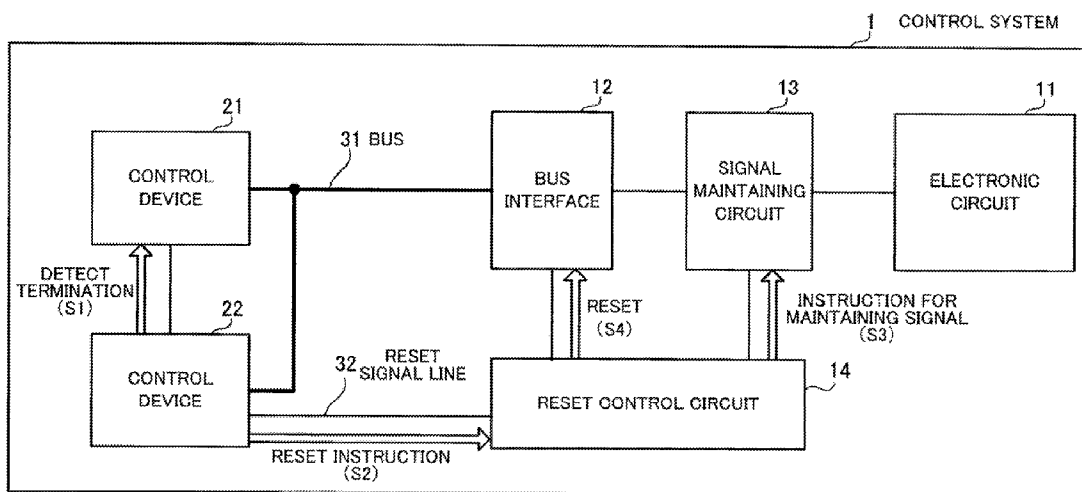 1 CONTROL SYSTEM
21
12
13
11
31 BUS
CONTROL
DEVICE
BUS
INTERFACE
SIGNAL
MAINTAINING
CIRCUIT
ELECTRONIC
CIRCUIT
DETECT
TERMINATION
(S1)
22
RESET
(S4)
INSTRUCTION FOR
MAINTAINING SIGNAL
(S3)
CONTROL
DEVICE
32
RESET
SIGNAL LINE
RESET CONTROL CIRCUIT
14
RESET INSTRUCTION
(S2)